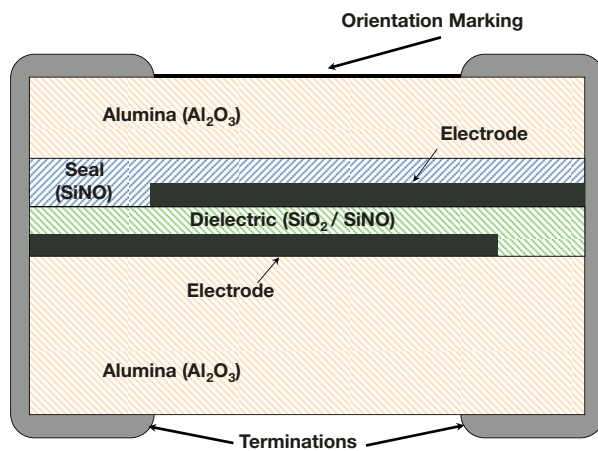 Orientation Marking
Alumina (Al₂O₃)
Electrode
Seal
(SiNO)
Dielectric (SiO₂ / SiNO)
Electrode
Alumina (Al₂O₃)
Terminations